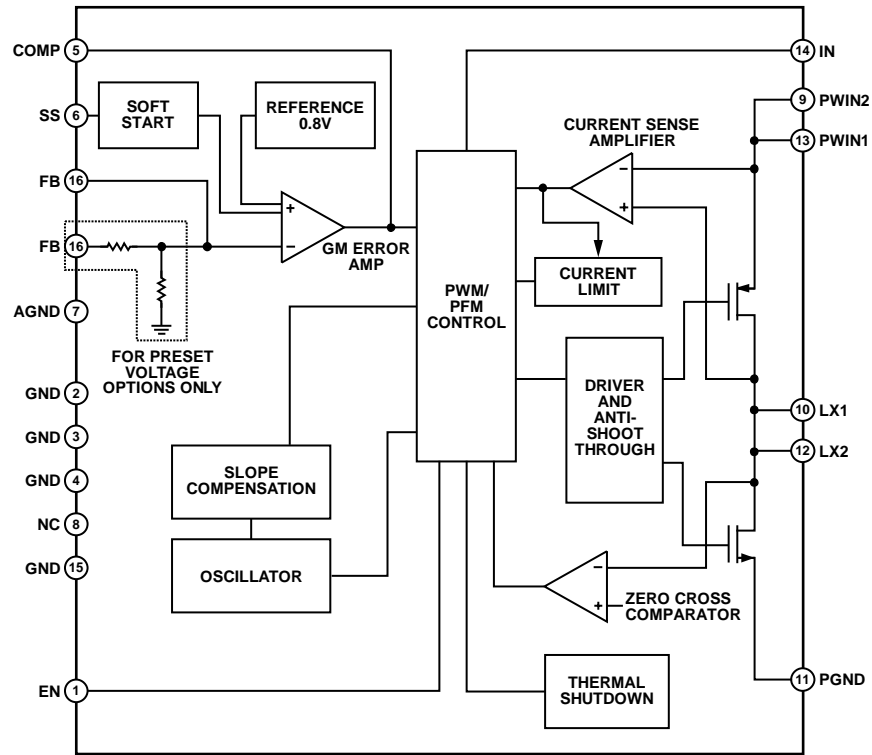 COMP 5
14 IN
SS 6
SOFT
START
REFERENCE
0.8V
9 PWIN2
CURRENT SENSE
AMPLIFIER
13 PWIN1
FB 16
FB 16
+
−
GM ERROR
AMP
−
+
PWM/
PFM
CONTROL
CURRENT
LIMIT
AGND 7
FOR PRESET
VOLTAGE
OPTIONS ONLY
GND 2
GND 3
GND 4
NC 8
GND 15
DRIVER
AND
ANTI-
SHOOT
THROUGH
10 LX1
12 LX2
SLOPE
COMPENSATION
OSCILLATOR
−
+
ZERO CROSS
COMPARATOR
EN 1
THERMAL
SHUTDOWN
11 PGND